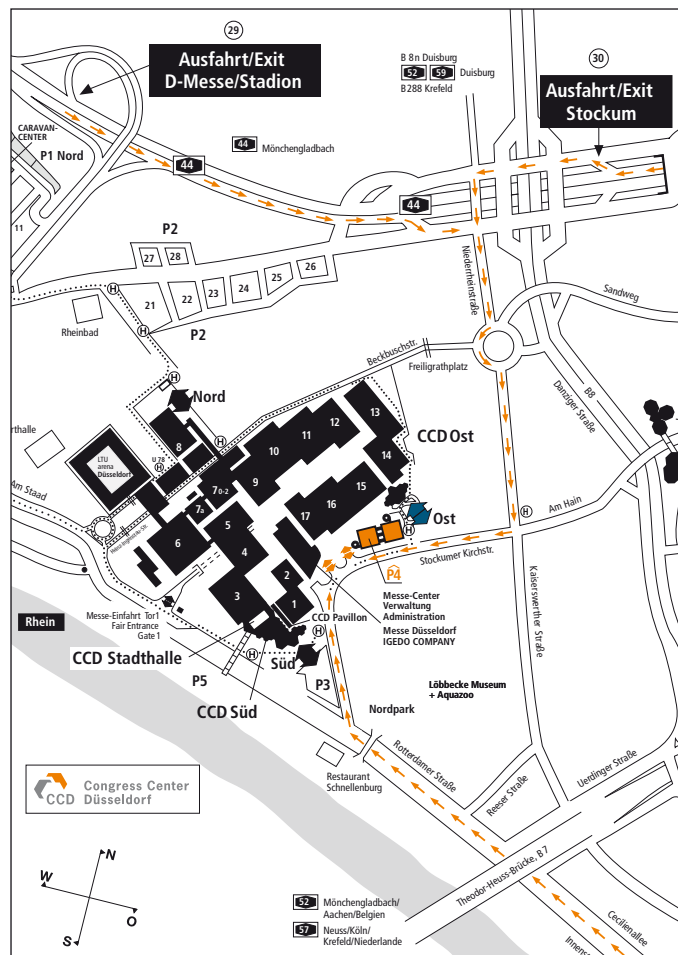 29
Ausfahrt/Exit
D-Messe/Stadion
B 8n Duisburg
52
59
Duisburg
B288 Krefeld
30
Ausfahrt/Exit
Stockum
CARAVAN-
CENTER
P1 Nord
44
Mönchengladbach
44
44
11
P2
27
28
26
25
24
23
22
21
P2
Niederrheinstraße
Sandweg
H
H
Rheinbad
Beckbuschstr.
Freiligrathplatz
Danziger Straße
B8
H
Nord
13
12
11
10
9
8
H
CCD Ost
14
15
16
17
LTU
arena
Düsseldorf
U 78
H
7 0-2
7a
5
4
6
3
2
1
Am Staad
Ost
H
H
Am Hain
Stockumer Kirchstr.
P4
Kaiserswerther Straße
Messe-Center
Verwaltung
Administration
Messe Düsseldorf
IGEDO COMPANY
Messe-Einfahrt Tor1
Fair Entrance
Gate 1
CCD Pavillon
H
Rhein
CCD Stadthalle
H
Süd
P5
P3
CCD Süd
Löbbecke Museum
+ Aquazoo
Nordpark
Rotterdamer Straße
Restaurant
Schnellenburg
Reeser Straße
Uerdinger Straße
CCD
Congress Center
Düsseldorf
Theodor-Heuss-Brücke, B 7
N
W
O
S
52
Mönchengladbach/
Aachen/Belgien
57
Neuss/Köln/
Krefeld/Niederlande
Cecilienallee